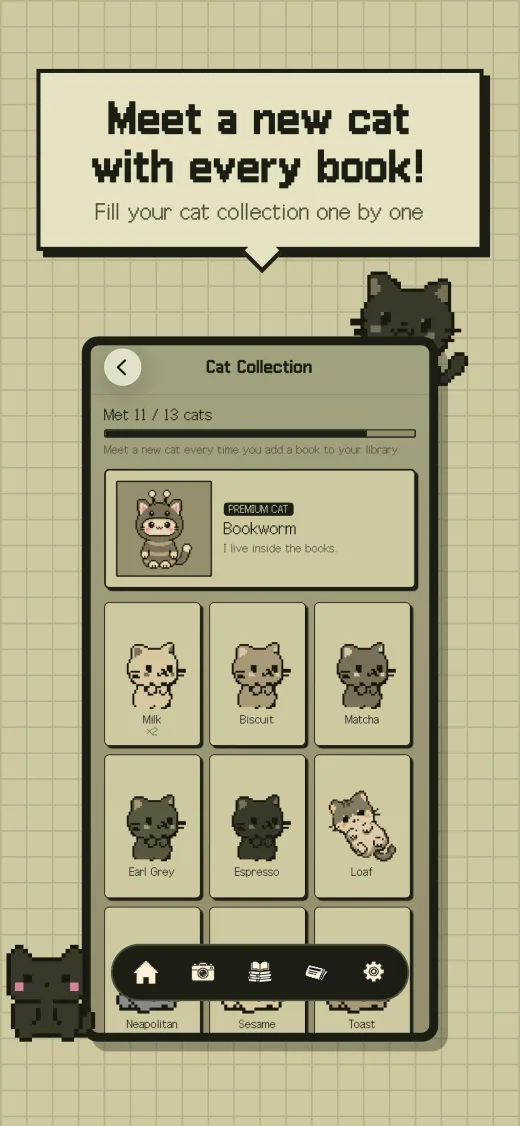 Meet a new cat
with every book!
Fill your cat collection one by one
Cat Collection
Met 11 / 13 cats
Meet a new cat every time you add a book to your library
PREMIUM CAT
Bookworm
I live inside the books.
Milk
x2
Biscuit
Matcha
Earl Grey
Espresso
Loaf
Neapolitan
Sesame
Toast